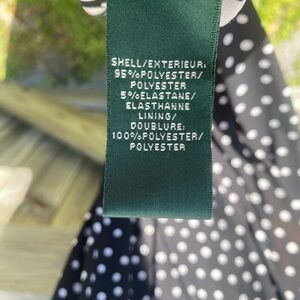 SHELL/EXTERIEUR:
95%POLYESTER/
POLYESTER
5%ELASTANE/
ELASTHANNE
LINING/
DOUBLURE:
100%POLYESTER/
POLYESTER